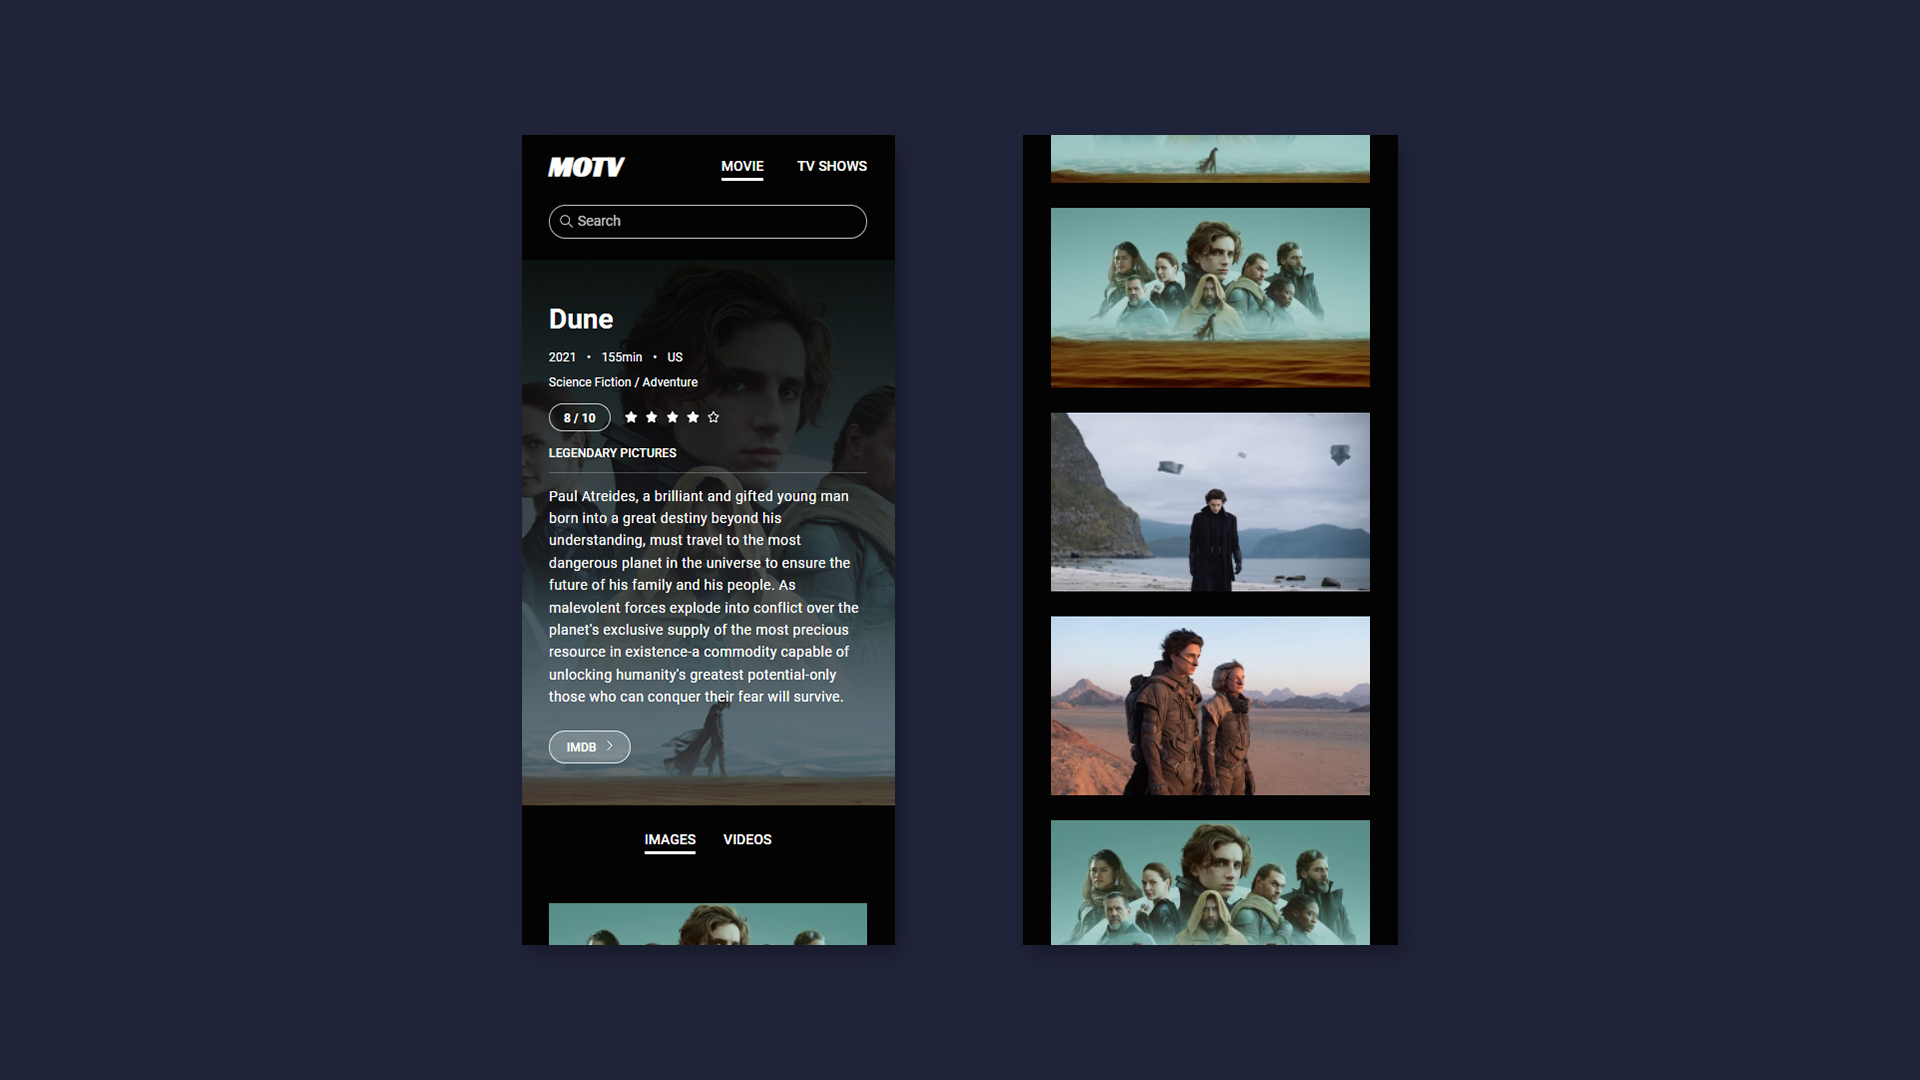 MOTV
MOVIE
TV SHOWS
Search
Dune
2021 • 155min • US
Science Fiction / Adventure
8 / 10
LEGENDARY PICTURES
Paul Atreides, a brilliant and gifted young man
born into a great destiny beyond his
understanding, must travel to the most
dangerous planet in the universe to ensure the
future of his family and his people. As
malevolent forces explode into conflict over the
planet's exclusive supply of the most precious
resource in existence-a commodity capable of
unlocking humanity's greatest potential-only
those who can conquer their fear will survive.
IMDB
IMAGES
VIDEOS